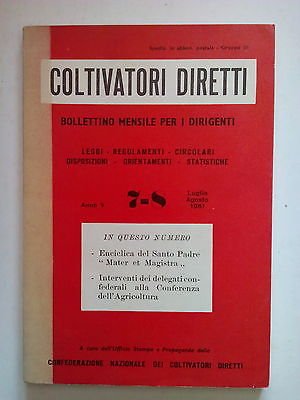 Spediz. in abbon. postale - Gruppo III
COLTIVATORI DIRETTI
BOLLETTINO MENSILE PER I DIRIGENTI
LEGGI - REGOLAMENTI - CIRCOLARI
DISPOSIZIONI - ORIENTAMENTI - STATISTICHE
Anno V
7-8
Luglio
Agosto
1961
IN QUESTO NUMERO
- Enciclica del Santo Padre
“ Mater et Magistra „
- Interventi dei delegati con-
federali alla Conferenza
dell'Agricoltura
A cura dell'Ufficio Stampa e Propaganda della
CONFEDERAZIONE NAZIONALE DEI COLTIVATORI DIRETTI